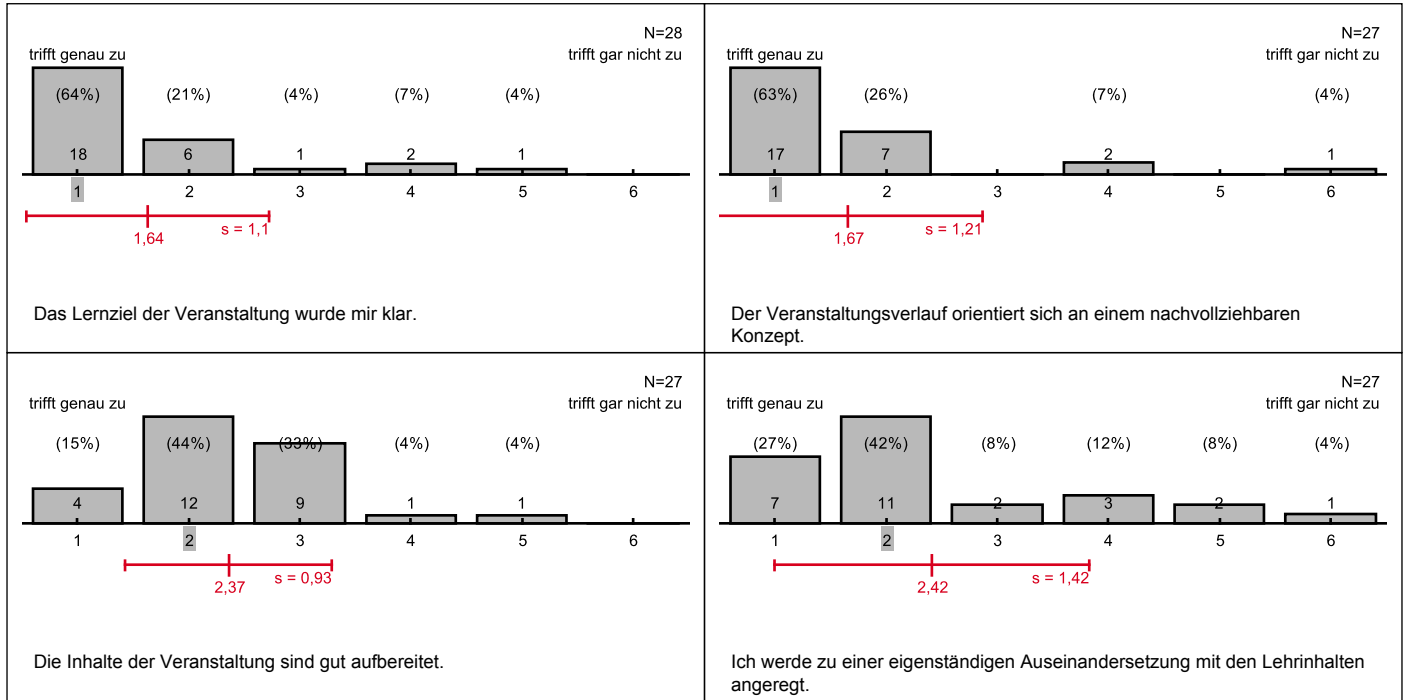 N=28
trifft genau zu trifft gar nicht zu
(64%) (21%) (4%) (7%) (4%)
18 6 1 2 1
1 2 3 4 5 6
1,64 s = 1,1
Das Lernziel der Veranstaltung wurde mir klar.
N=27
trifft genau zu trifft gar nicht zu
(63%) (26%) (7%) (4%)
17 7 2 1
1 2 3 4 5 6
1,67 s = 1,21
Der Veranstaltungsverlauf orientiert sich an einem nachvollziehbaren
Konzept.
N=27
trifft genau zu trifft gar nicht zu
(15%) (44%) (33%) (4%) (4%)
4 12 9 1 1
1 2 3 4 5 6
2,37 s = 0,93
Die Inhalte der Veranstaltung sind gut aufbereitet.
N=27
trifft genau zu trifft gar nicht zu
(27%) (42%) (8%) (12%) (8%) (4%)
7 11 2 3 2 1
1 2 3 4 5 6
2,42 s = 1,42
Ich werde zu einer eigenständigen Auseinandersetzung mit den Lehrinhalten
angeregt.